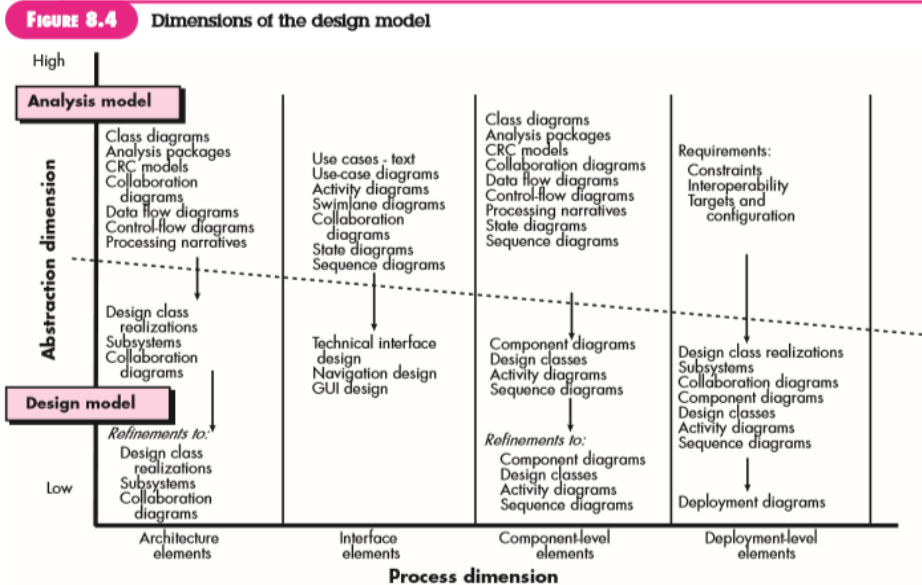 FIGURE 8.4 Dimensions of the design model
High
Analysis model
Abstraction dimension
Design model
Low
Class diagrams
Analysis packages
CRC models
Collaboration
diagrams
Data flow diagrams
Control-flow diagrams
Processing narratives
Design class
realizations
Subsystems
Collaboration
diagrams
Refinements to:
Design class
realizations
Subsystems
Collaboration
diagrams
Use cases - text
Use-case diagrams
Activity diagrams
Swimlane diagrams
Collaboration
diagrams
State diagrams
Sequence diagrams
Technical interface
design
Navigation design
GUI design
Class diagrams
Analysis packages
CRC models
Collaboration diagrams
Data flow diagrams
Control-flow diagrams
Processing narratives
State diagrams
Sequence diagrams
Component diagrams
Design classes
Activity diagrams
Sequence diagrams
Refinements to:
Component diagrams
Design classes
Activity diagrams
Sequence diagrams
Requirements:
Constraints
Interoperability
Targets and
configuration
Design class realizations
Subsystems
Collaboration diagrams
Component diagrams
Design classes
Activity diagrams
Sequence diagrams
Deployment diagrams
Architecture
elements
Interface
elements
Component-level
elements
Deployment-level
elements
Process dimension